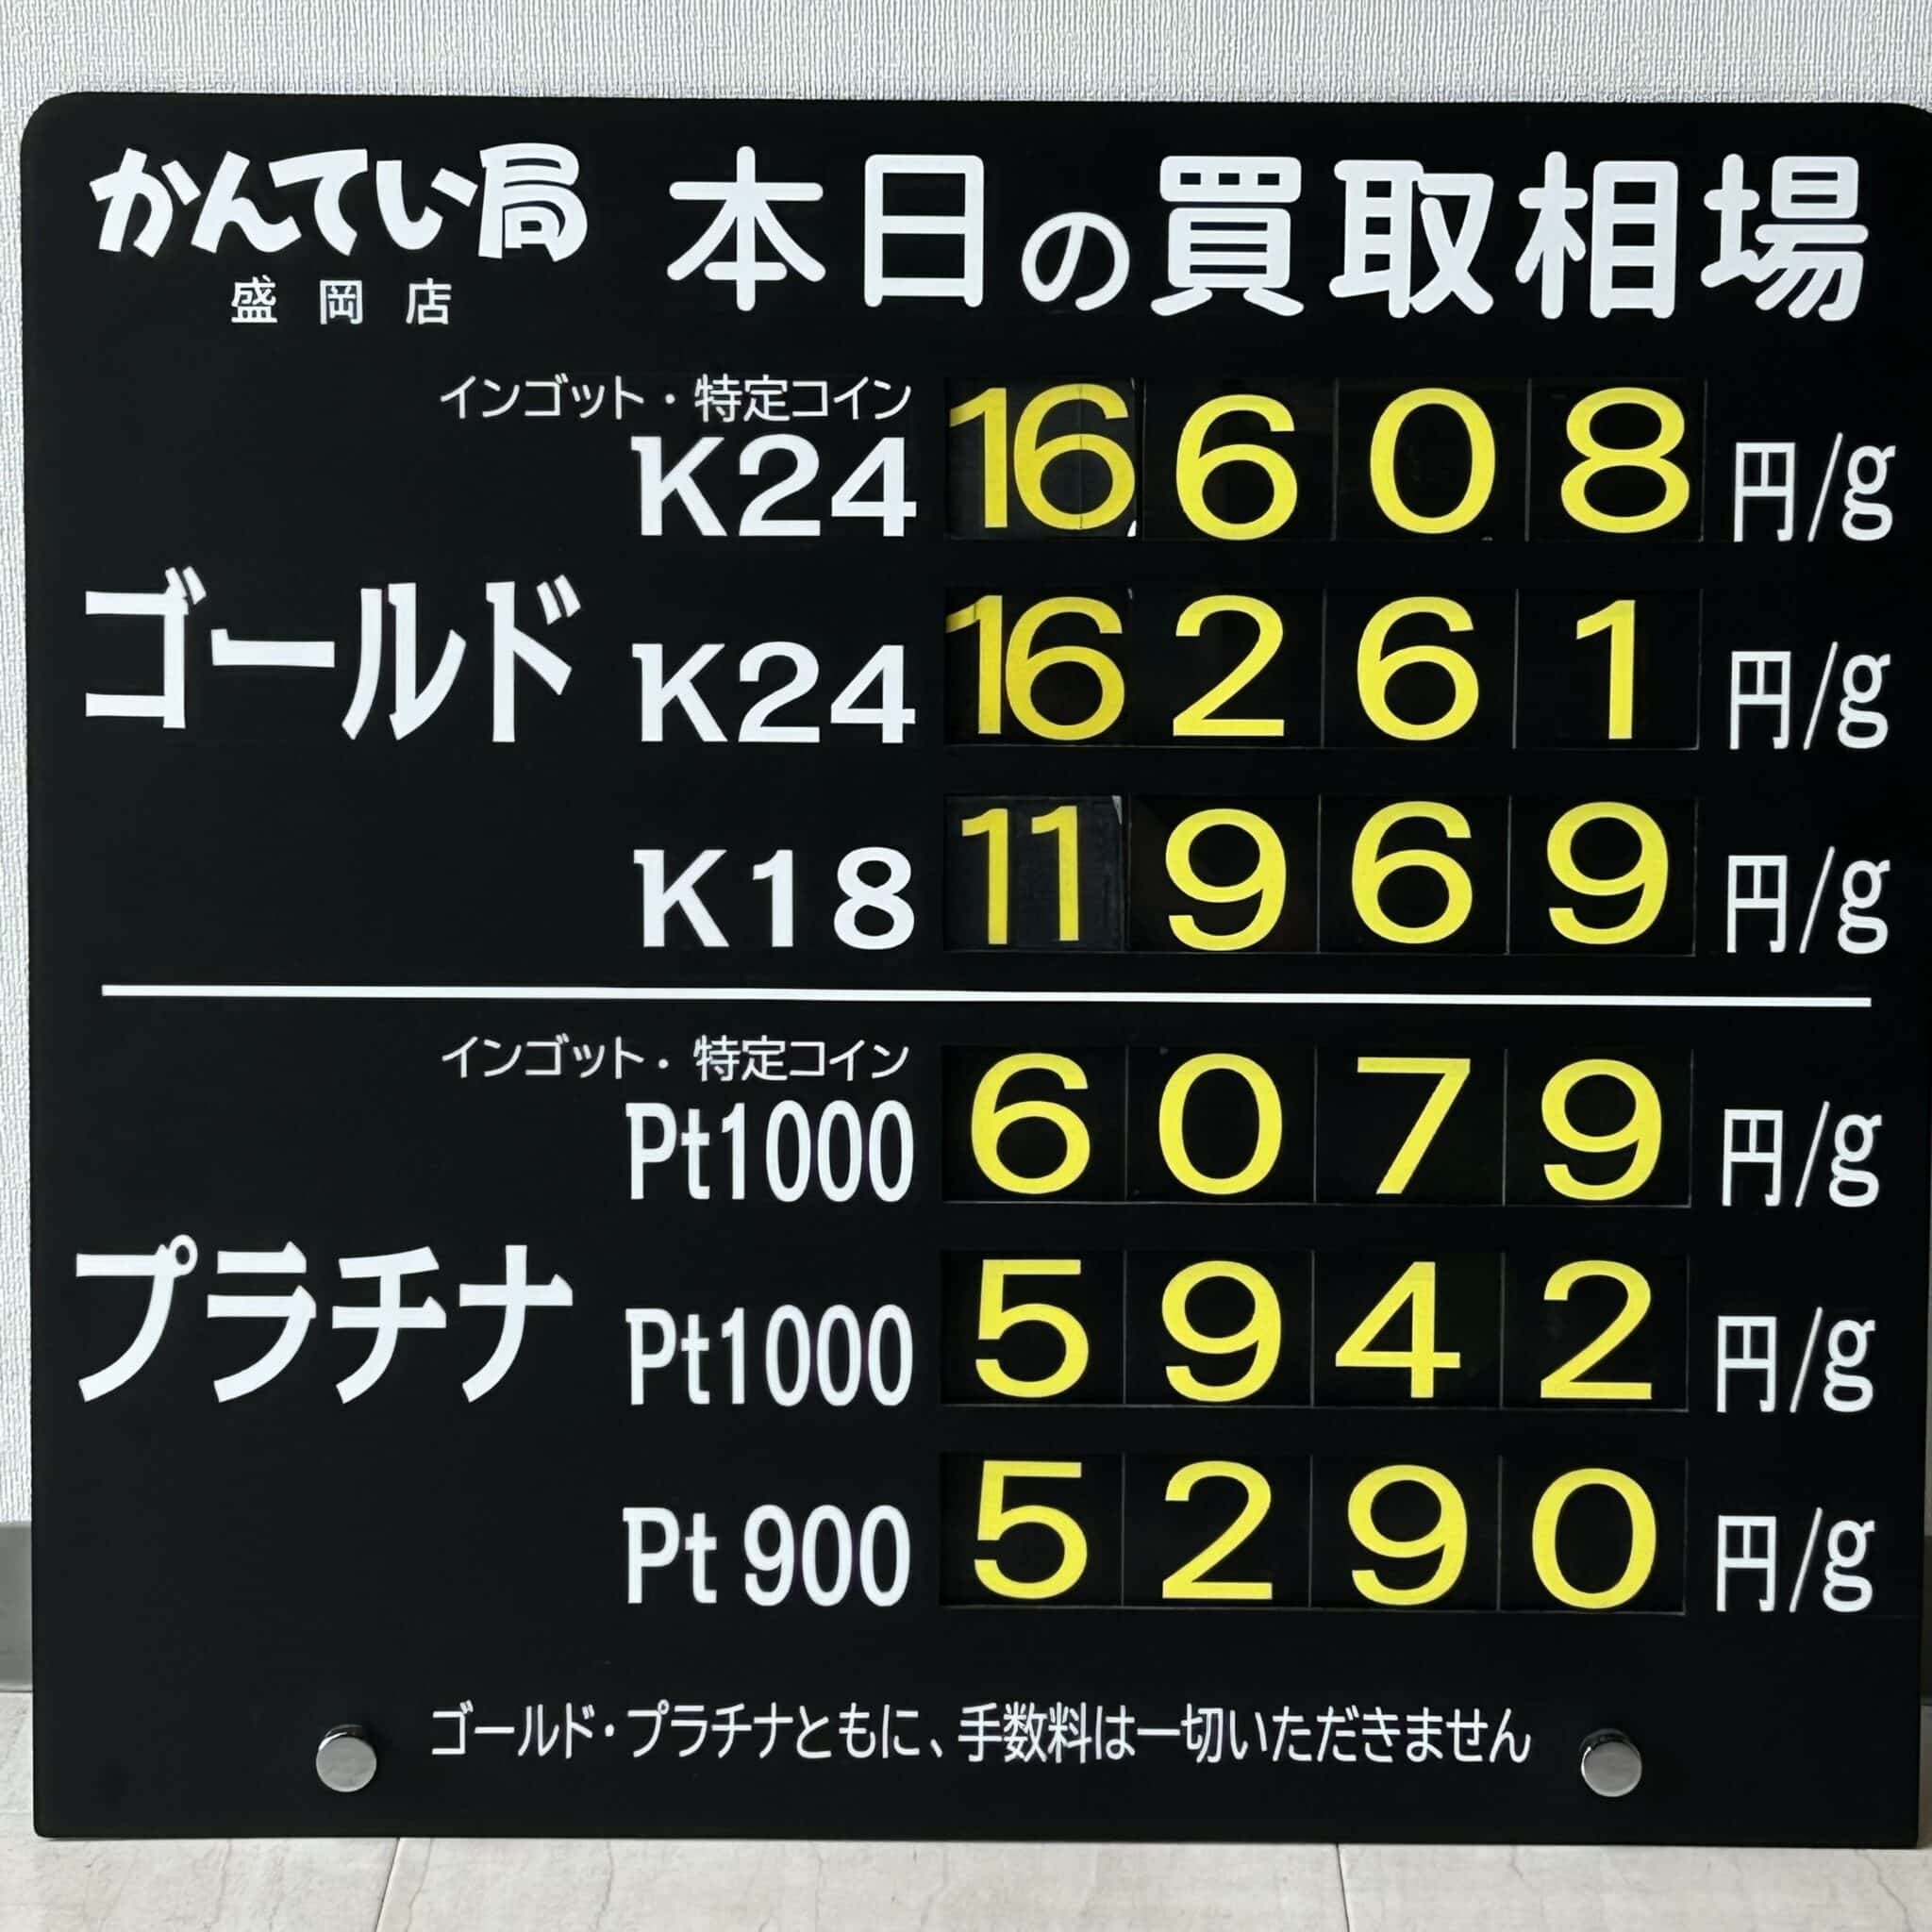 かんてい局 本日の買取相場
盛岡店
インゴット・特定コイン
K24 16608 円/g
ゴールド K24 16261 円/g
K18 11969 円/g
インゴット・特定コイン
Pt1000 6079 円/g
プラチナ Pt1000 5942 円/g
Pt900 5290 円/g
ゴールド・プラチナともに、手数料は一切いただきません